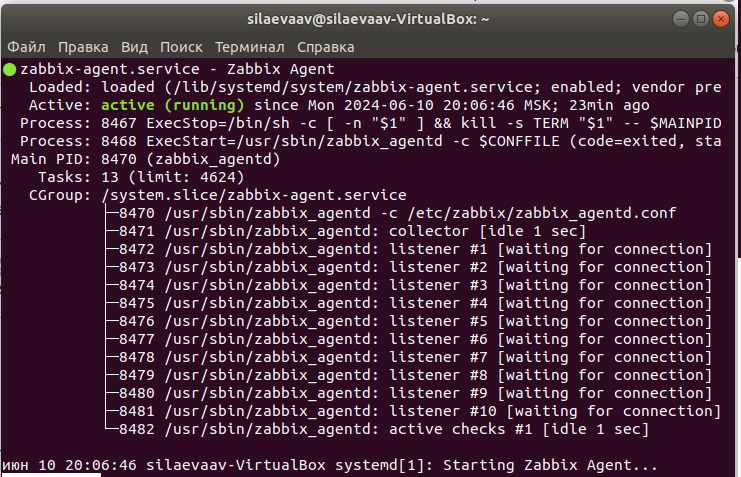 silaevaav@silaevaav-VirtualBox: ~
Файл Правка Вид Поиск Терминал Справка
zabbix-agent.service - Zabbix Agent
Loaded: loaded (/lib/systemd/system/zabbix-agent.service; enabled; vendor pre
Active: active (running) since Mon 2024-06-10 20:06:46 MSK; 23min ago
Process: 8467 ExecStop=/bin/sh -c [ -n "$1" ] && kill -s TERM "$1" -- $MAINPID
Process: 8468 ExecStart=/usr/sbin/zabbix_agentd -c $CONFFILE (code=exited, sta
Main PID: 8470 (zabbix_agentd)
Tasks: 13 (limit: 4624)
CGroup: /system.slice/zabbix-agent.service
├─8470 /usr/sbin/zabbix_agentd -c /etc/zabbix/zabbix_agentd.conf
├─8471 /usr/sbin/zabbix_agentd: collector [idle 1 sec]
├─8472 /usr/sbin/zabbix_agentd: listener #1 [waiting for connection]
├─8473 /usr/sbin/zabbix_agentd: listener #2 [waiting for connection]
├─8474 /usr/sbin/zabbix_agentd: listener #3 [waiting for connection]
├─8475 /usr/sbin/zabbix_agentd: listener #4 [waiting for connection]
├─8476 /usr/sbin/zabbix_agentd: listener #5 [waiting for connection]
├─8477 /usr/sbin/zabbix_agentd: listener #6 [waiting for connection]
├─8478 /usr/sbin/zabbix_agentd: listener #7 [waiting for connection]
├─8479 /usr/sbin/zabbix_agentd: listener #8 [waiting for connection]
├─8480 /usr/sbin/zabbix_agentd: listener #9 [waiting for connection]
├─8481 /usr/sbin/zabbix_agentd: listener #10 [waiting for connection]
└─8482 /usr/sbin/zabbix_agentd: active checks #1 [idle 1 sec]
июн 10 20:06:46 silaevaav-VirtualBox systemd[1]: Starting Zabbix Agent...